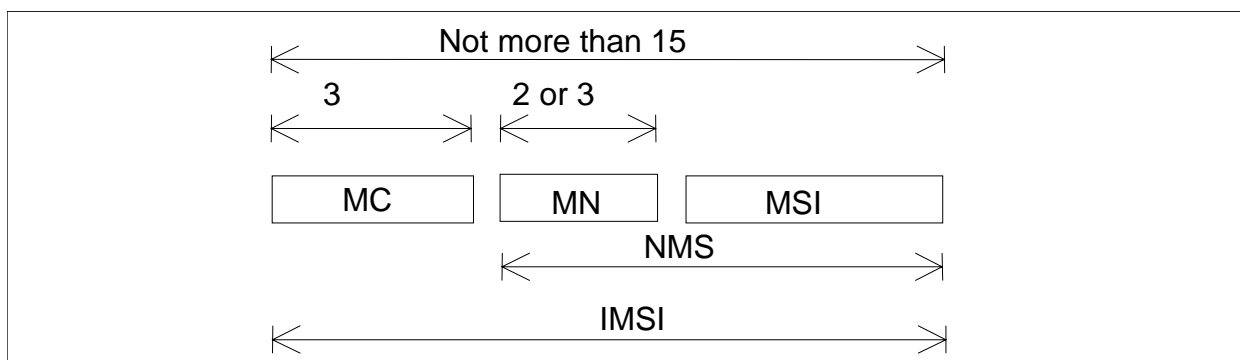 Not more than 15
3 2 or 3
MC MN MSI
NMS
IMSI